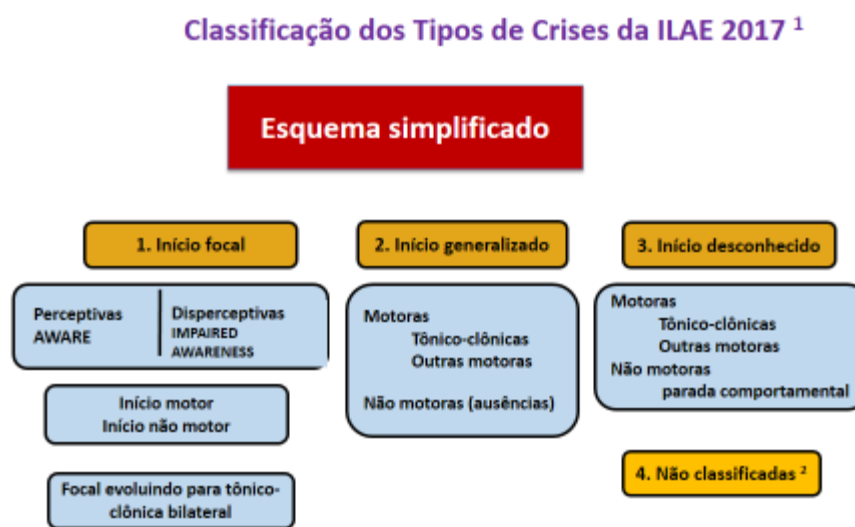 Classificação dos Tipos de Crises da ILAE 2017 ¹
Esquema simplificado
1. Início focal
Perceptivas
AWARE
Disperceptivas
IMPAIRED
AWARENESS
Início motor
Início não motor
Focal evoluindo para tônico-
clônica bilateral
2. Início generalizado
Motoras
Tônico-clônicas
Outras motoras
Não motoras (ausências)
3. Início desconhecido
Motoras
Tônico-clônicas
Outras motoras
Não motoras
parada comportamental
4. Não classificadas ²